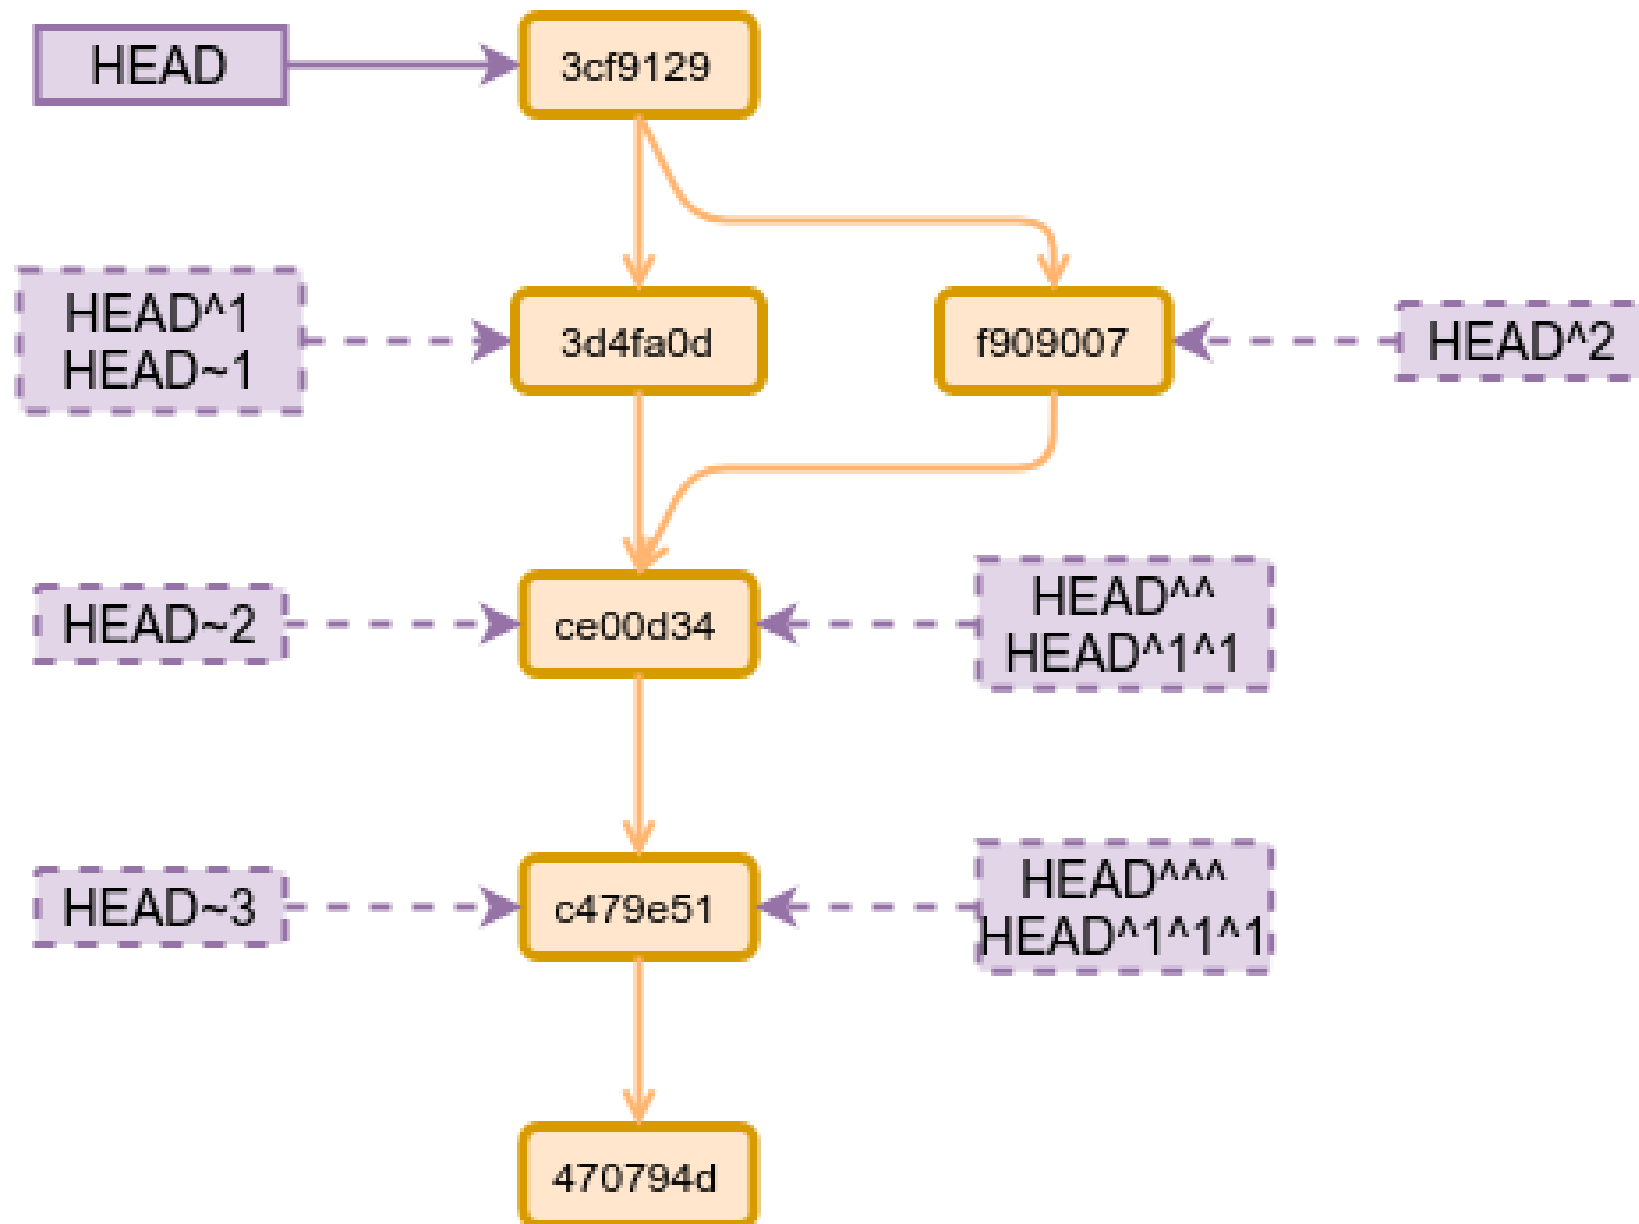 HEAD
3cf9129
HEAD^1
HEAD~1
3d4fa0d
f909007
HEAD^2
HEAD~2
ce00d34
HEAD^^
HEAD^1^1
HEAD~3
c479e51
HEAD^^^
HEAD^1^1^1
470794d